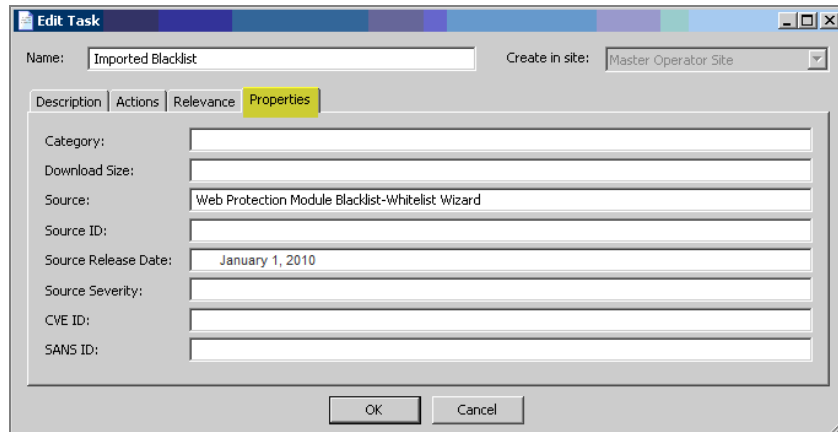 Edit Task
Name: Imported Blacklist Create in site: Master Operator Site
Description Actions Relevance Properties
Category:
Download Size:
Source: Web Protection Module Blacklist-Whitelist Wizard
Source ID:
Source Release Date: January 1, 2010
Source Severity:
CVE ID:
SANS ID:
OK Cancel